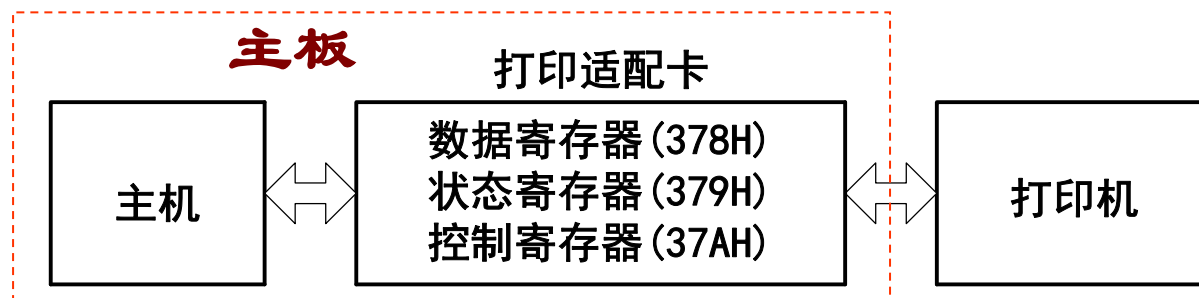 主板
打印适配卡
主机
数据寄存器(378H)
状态寄存器(379H)
控制寄存器(37AH)
打印机